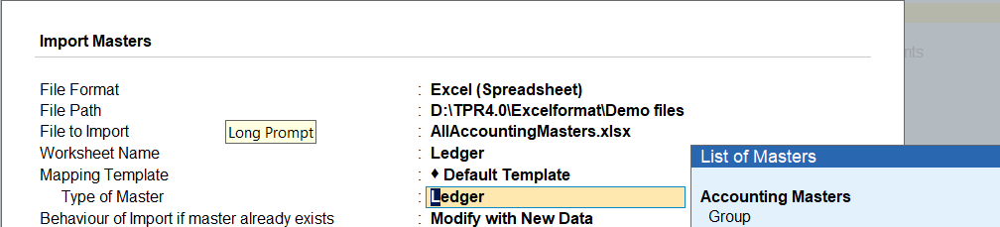 Import Masters
File Format : Excel (Spreadsheet)
File Path : D:\TPR4.0\Excelformat\Demo files
File to Import : AllAccountingMasters.xlsx
Long Prompt
Worksheet Name : Ledger
Mapping Template : ♦ Default Template
Type of Master : Ledger
Behaviour of Import if master already exists : Modify with New Data
List of Masters
Accounting Masters
Group